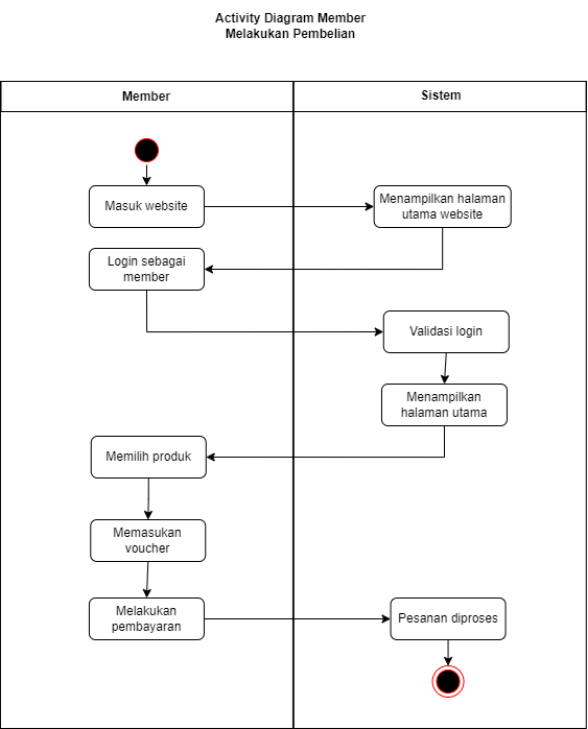 Activity Diagram Member
Melakukan Pembelian
Member
Sistem
Masuk website
Menampilkan halaman
utama website
Login sebagai
member
Validasi login
Menampilkan
halaman utama
Memilih produk
Memasukan
voucher
Melakukan
pembayaran
Pesanan diproses